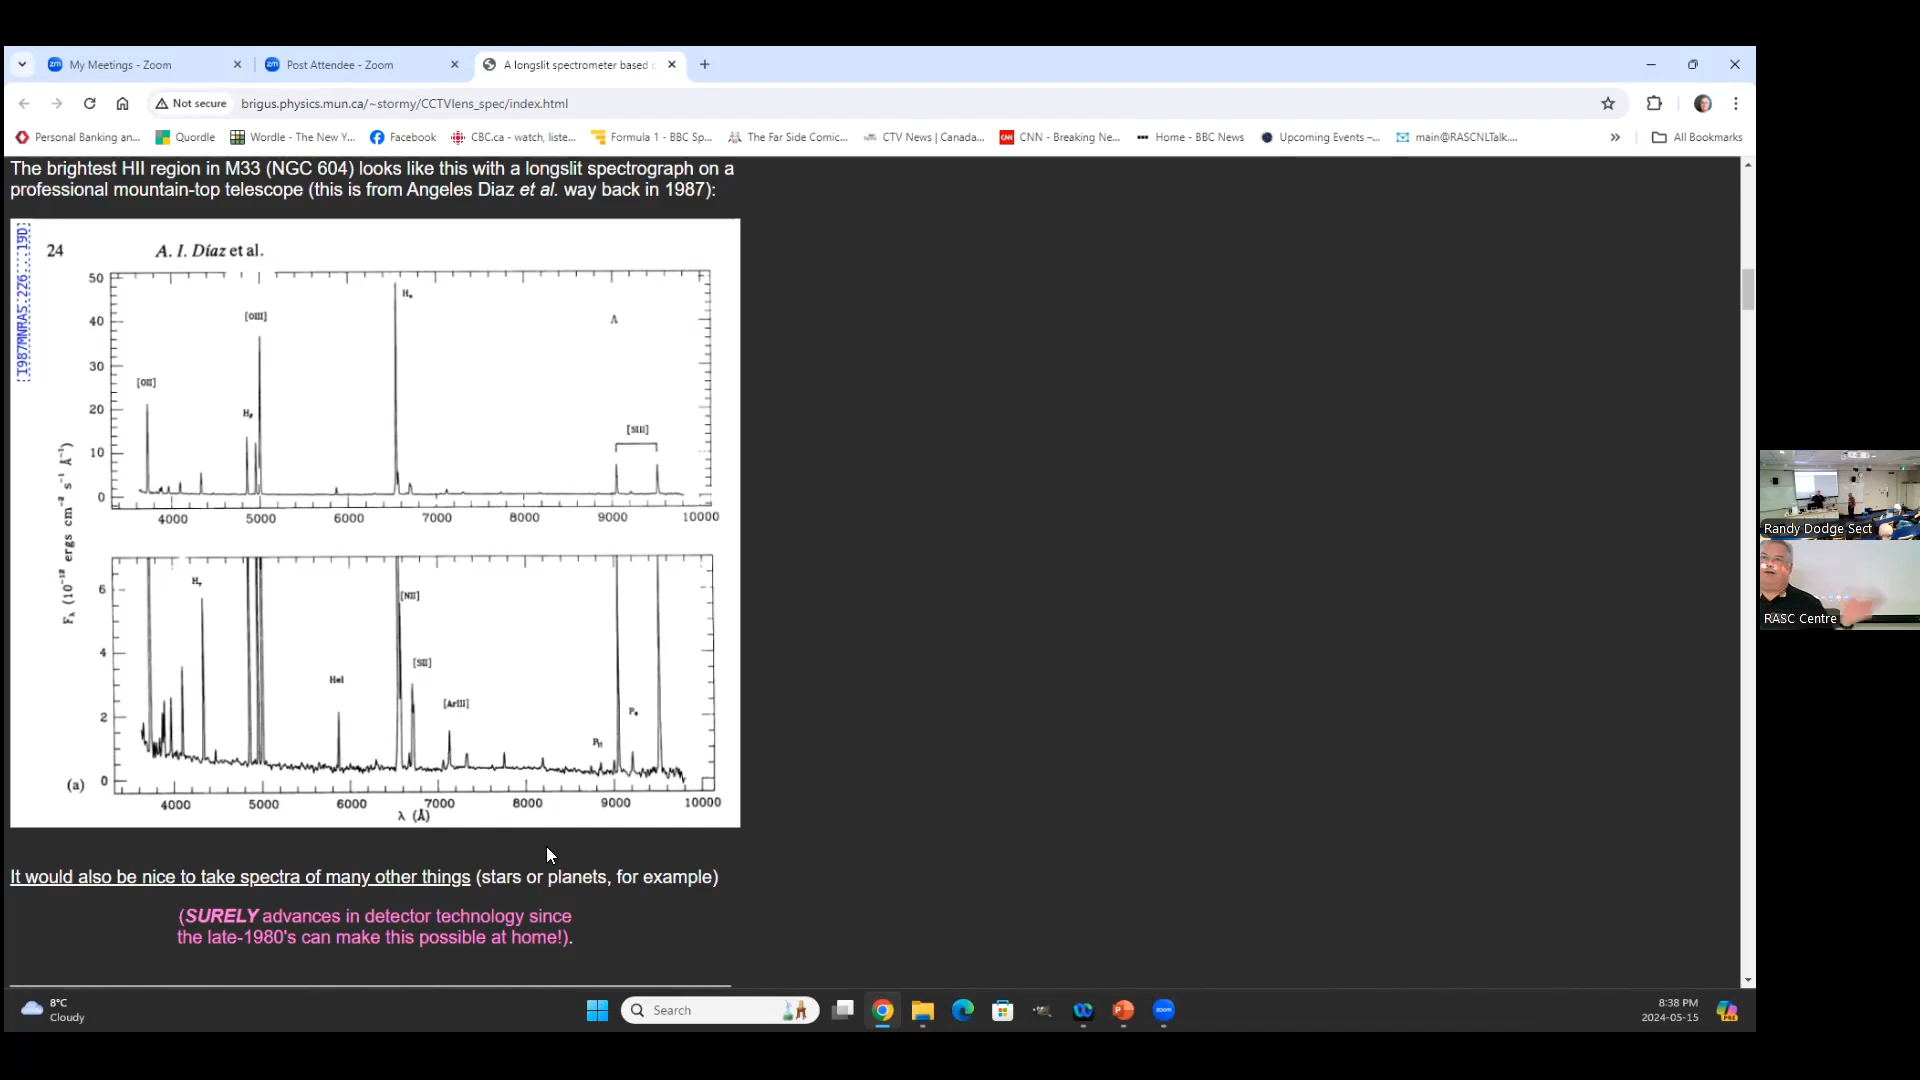 My Meetings - Zoom
Post Attendee - Zoom
A longslit spectrometer based
Not secure
brigus.physics.mun.ca/~stormy/CCTVlens_spec/index.html
Personal Banking an...
Quordle
Wordle - The New Y...
Facebook
CBC.ca - watch, liste...
Formula 1 - BBC Sp...
The Far Side Comic...
CTV News | Canada...
CNN - Breaking Ne...
Home - BBC News
Upcoming Events –...
main@RASCNLTalk....
»
All Bookmarks
The brightest HII region in M33 (NGC 604) looks like this with a longslit spectrograph on a
professional mountain-top telescope (this is from Angeles Diaz et al. way back in 1987):
1987MNRAS.226...19D
24
A. I. Díaz et al.
50
40
30
20
10
0
[OII]
Hβ
[OIII]
Hα
[SIII]
4000 5000 6000 7000 8000 9000 10000
Fλ (10⁻¹² ergs cm⁻² s⁻¹ Å⁻¹)
6
4
2
0
Hγ
HeI
[NII]
[SII]
[ArIII]
(a)
4000 5000 6000 7000 8000 9000 10000
λ (Å)
It would also be nice to take spectra of many other things (stars or planets, for example)
(SURELY advances in detector technology since
the late-1980's can make this possible at home!).
Randy Dodge Sect
RASC Centre
8°C
Cloudy
Search
zoom
8:38 PM
2024-05-15
PRE